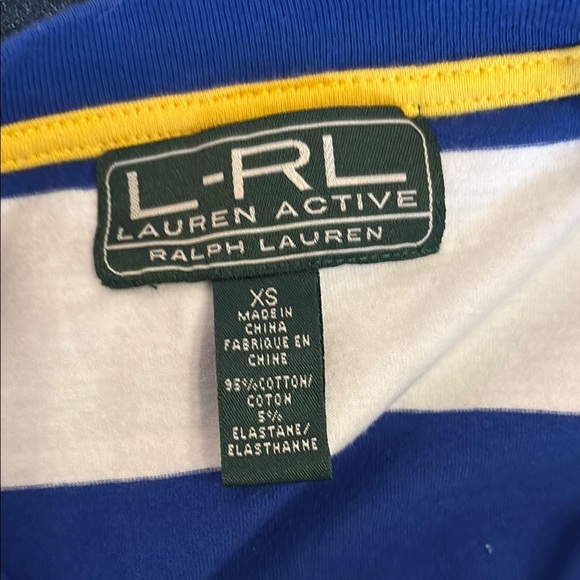 L-RL
LAUREN ACTIVE
RALPH LAUREN
XS
MADE IN
CHINA
FABRIQUE EN
CHINE
95% COTTON/
COTON
5%
ELASTANE/
ELASTHANNE